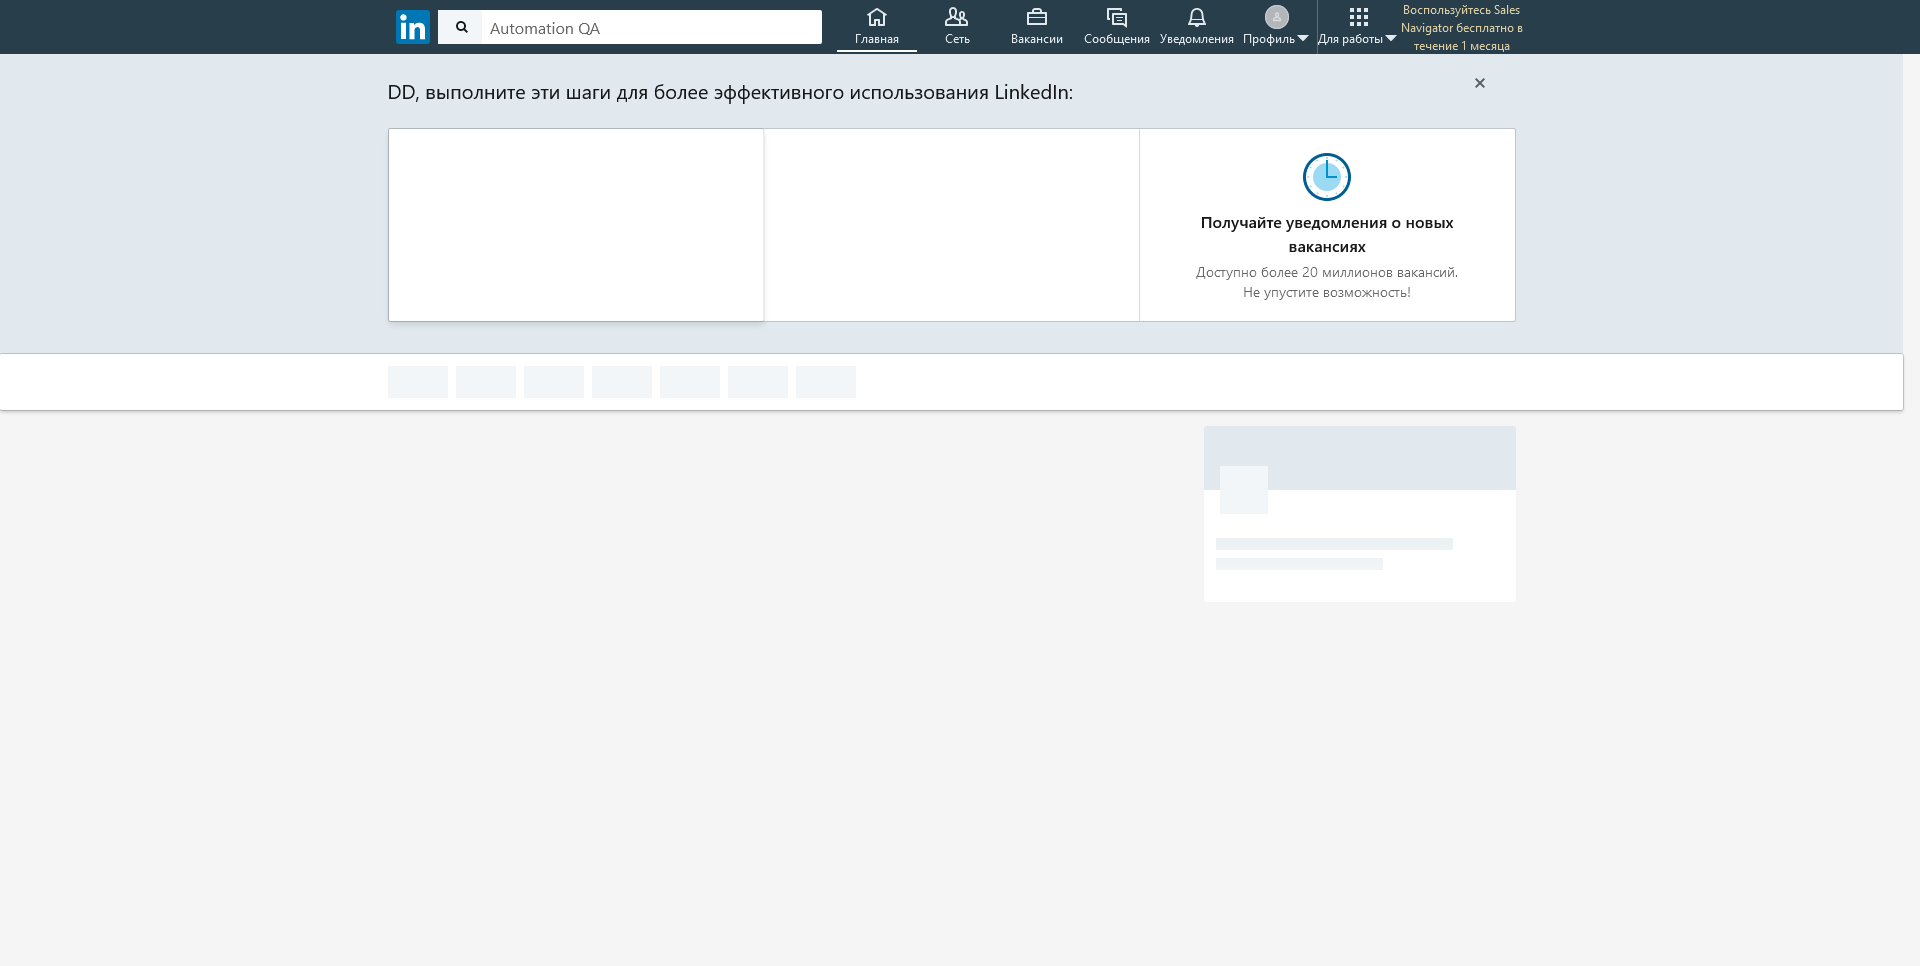 in
Automation QA
Главная
Сеть
Вакансии
Сообщения
Уведомления
Профиль
Для работы
Воспользуйтесь Sales
Navigator бесплатно в
течение 1 месяца
DD, выполните эти шаги для более эффективного использования LinkedIn:
Получайте уведомления о новых
вакансиях
Доступно более 20 миллионов вакансий.
Не упустите возможность!